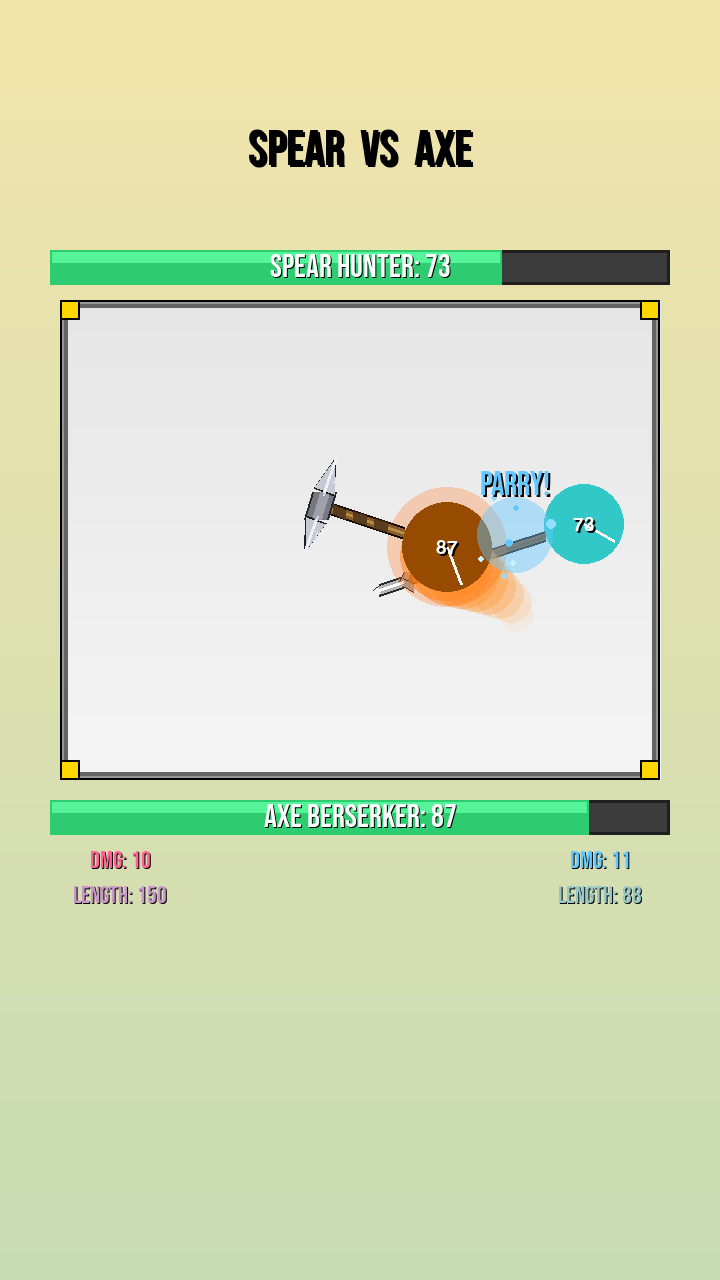 SPEAR VS AXE
SPEAR HUNTER: 73
PARRY!
73
87
AXE BERSERKER: 87
DMG: 10
DMG: 11
LENGTH: 150
LENGTH: 88